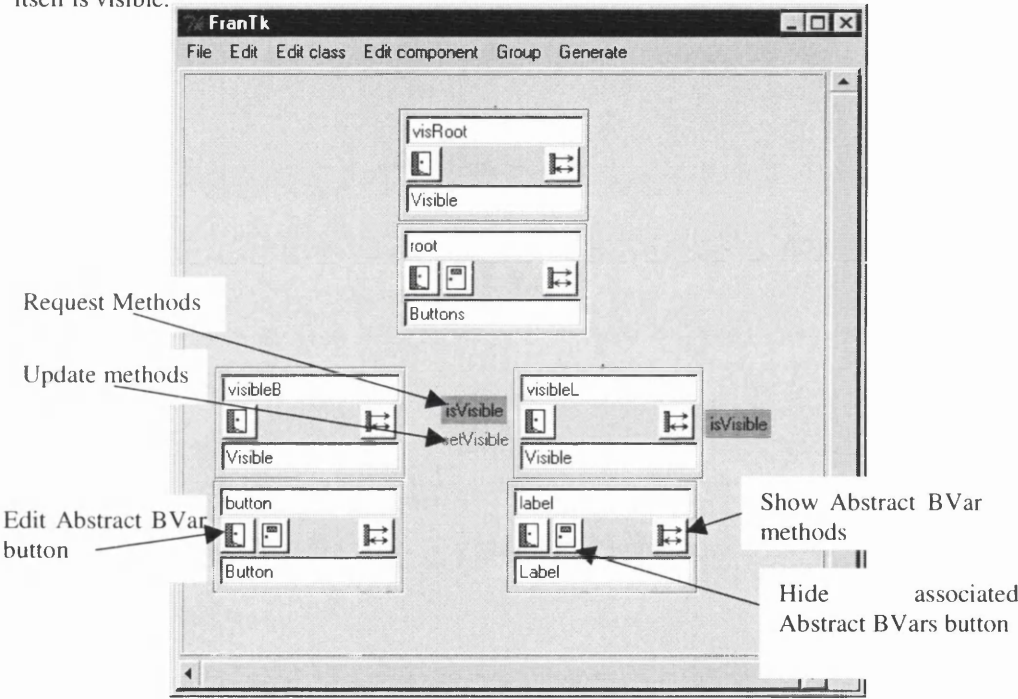 itself is visible.
FranTk
File Edit Edit class Edit component Group Generate
visRoot
Visible
root
Buttons
Request Methods
Update methods
visibleB
Visible
isVisible
setVisible
visibleL
Visible
isVisible
button
Button
label
Label
Edit Abstract BVar
button
Show Abstract BVar
methods
Hide associated
Abstract BVars button